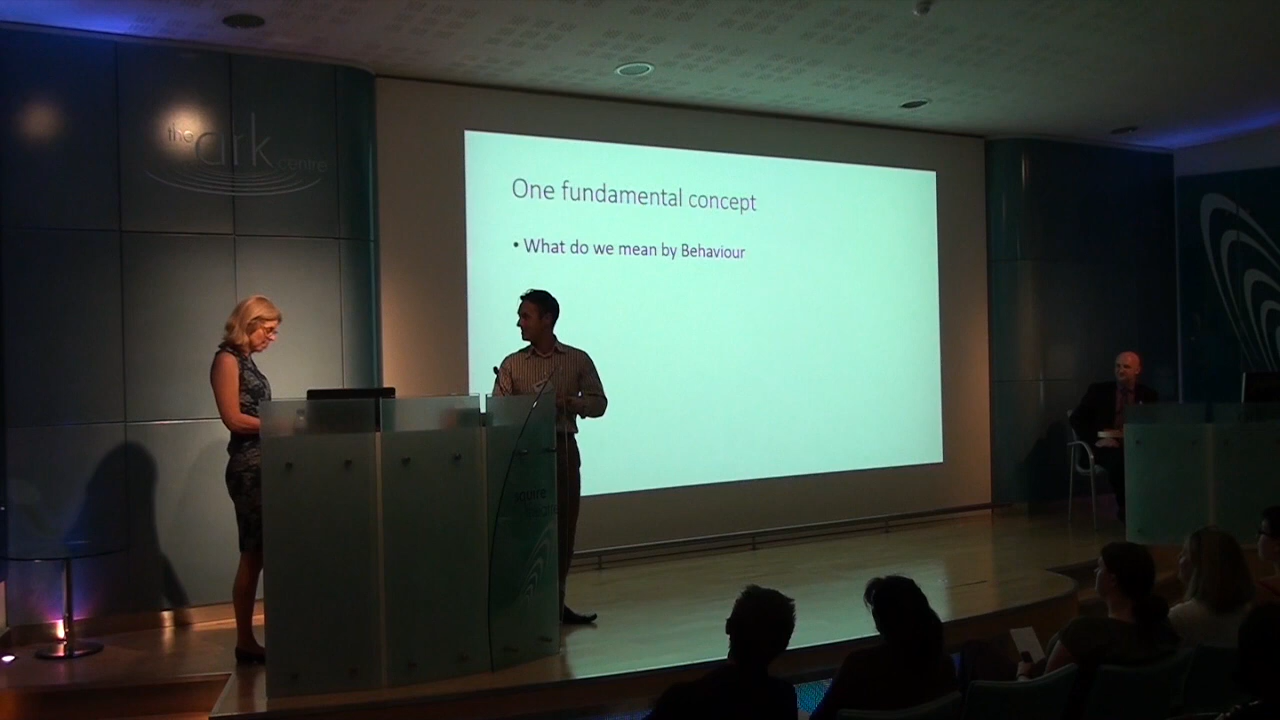 the ark centre
One fundamental concept
• What do we mean by Behaviour